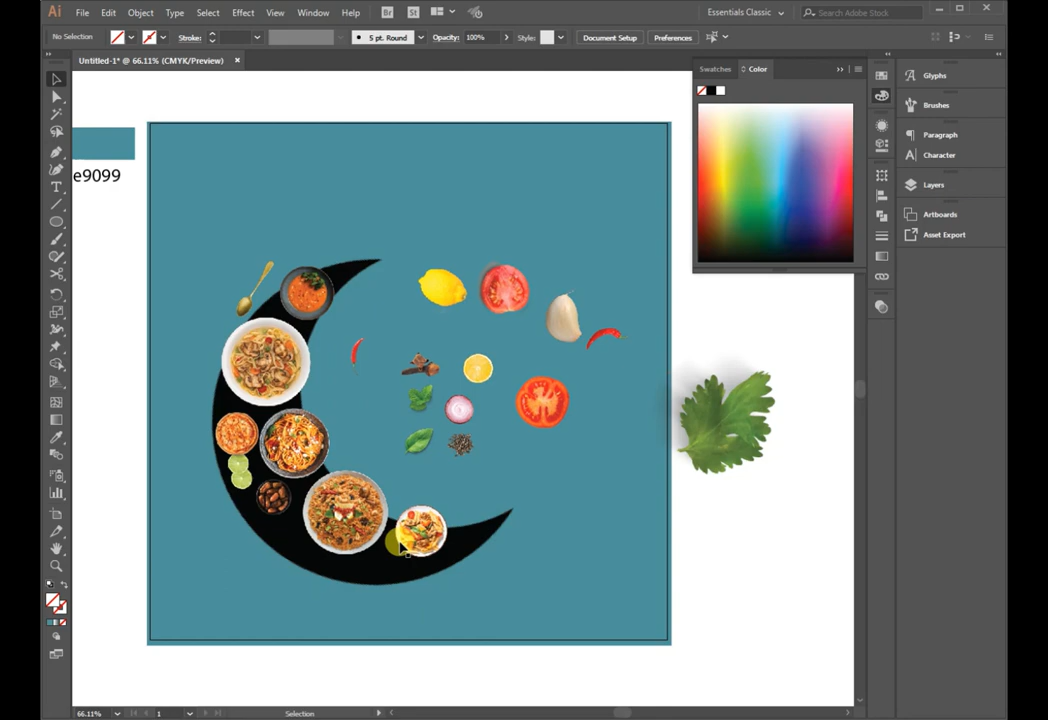 Ai File Edit Object Type Select Effect View Window Help Br St Essentials Classic Search Adobe Stock
No Selection Stroke: 5 pt. Round Opacity: 100% Style: Document Setup Preferences
Untitled-1* @ 66.11% (CMYK/Preview) ×
Swatches Color
Glyphs
Brushes
Paragraph
Character
Layers
Artboards
Asset Export
e9099
66.11% 1 Selection